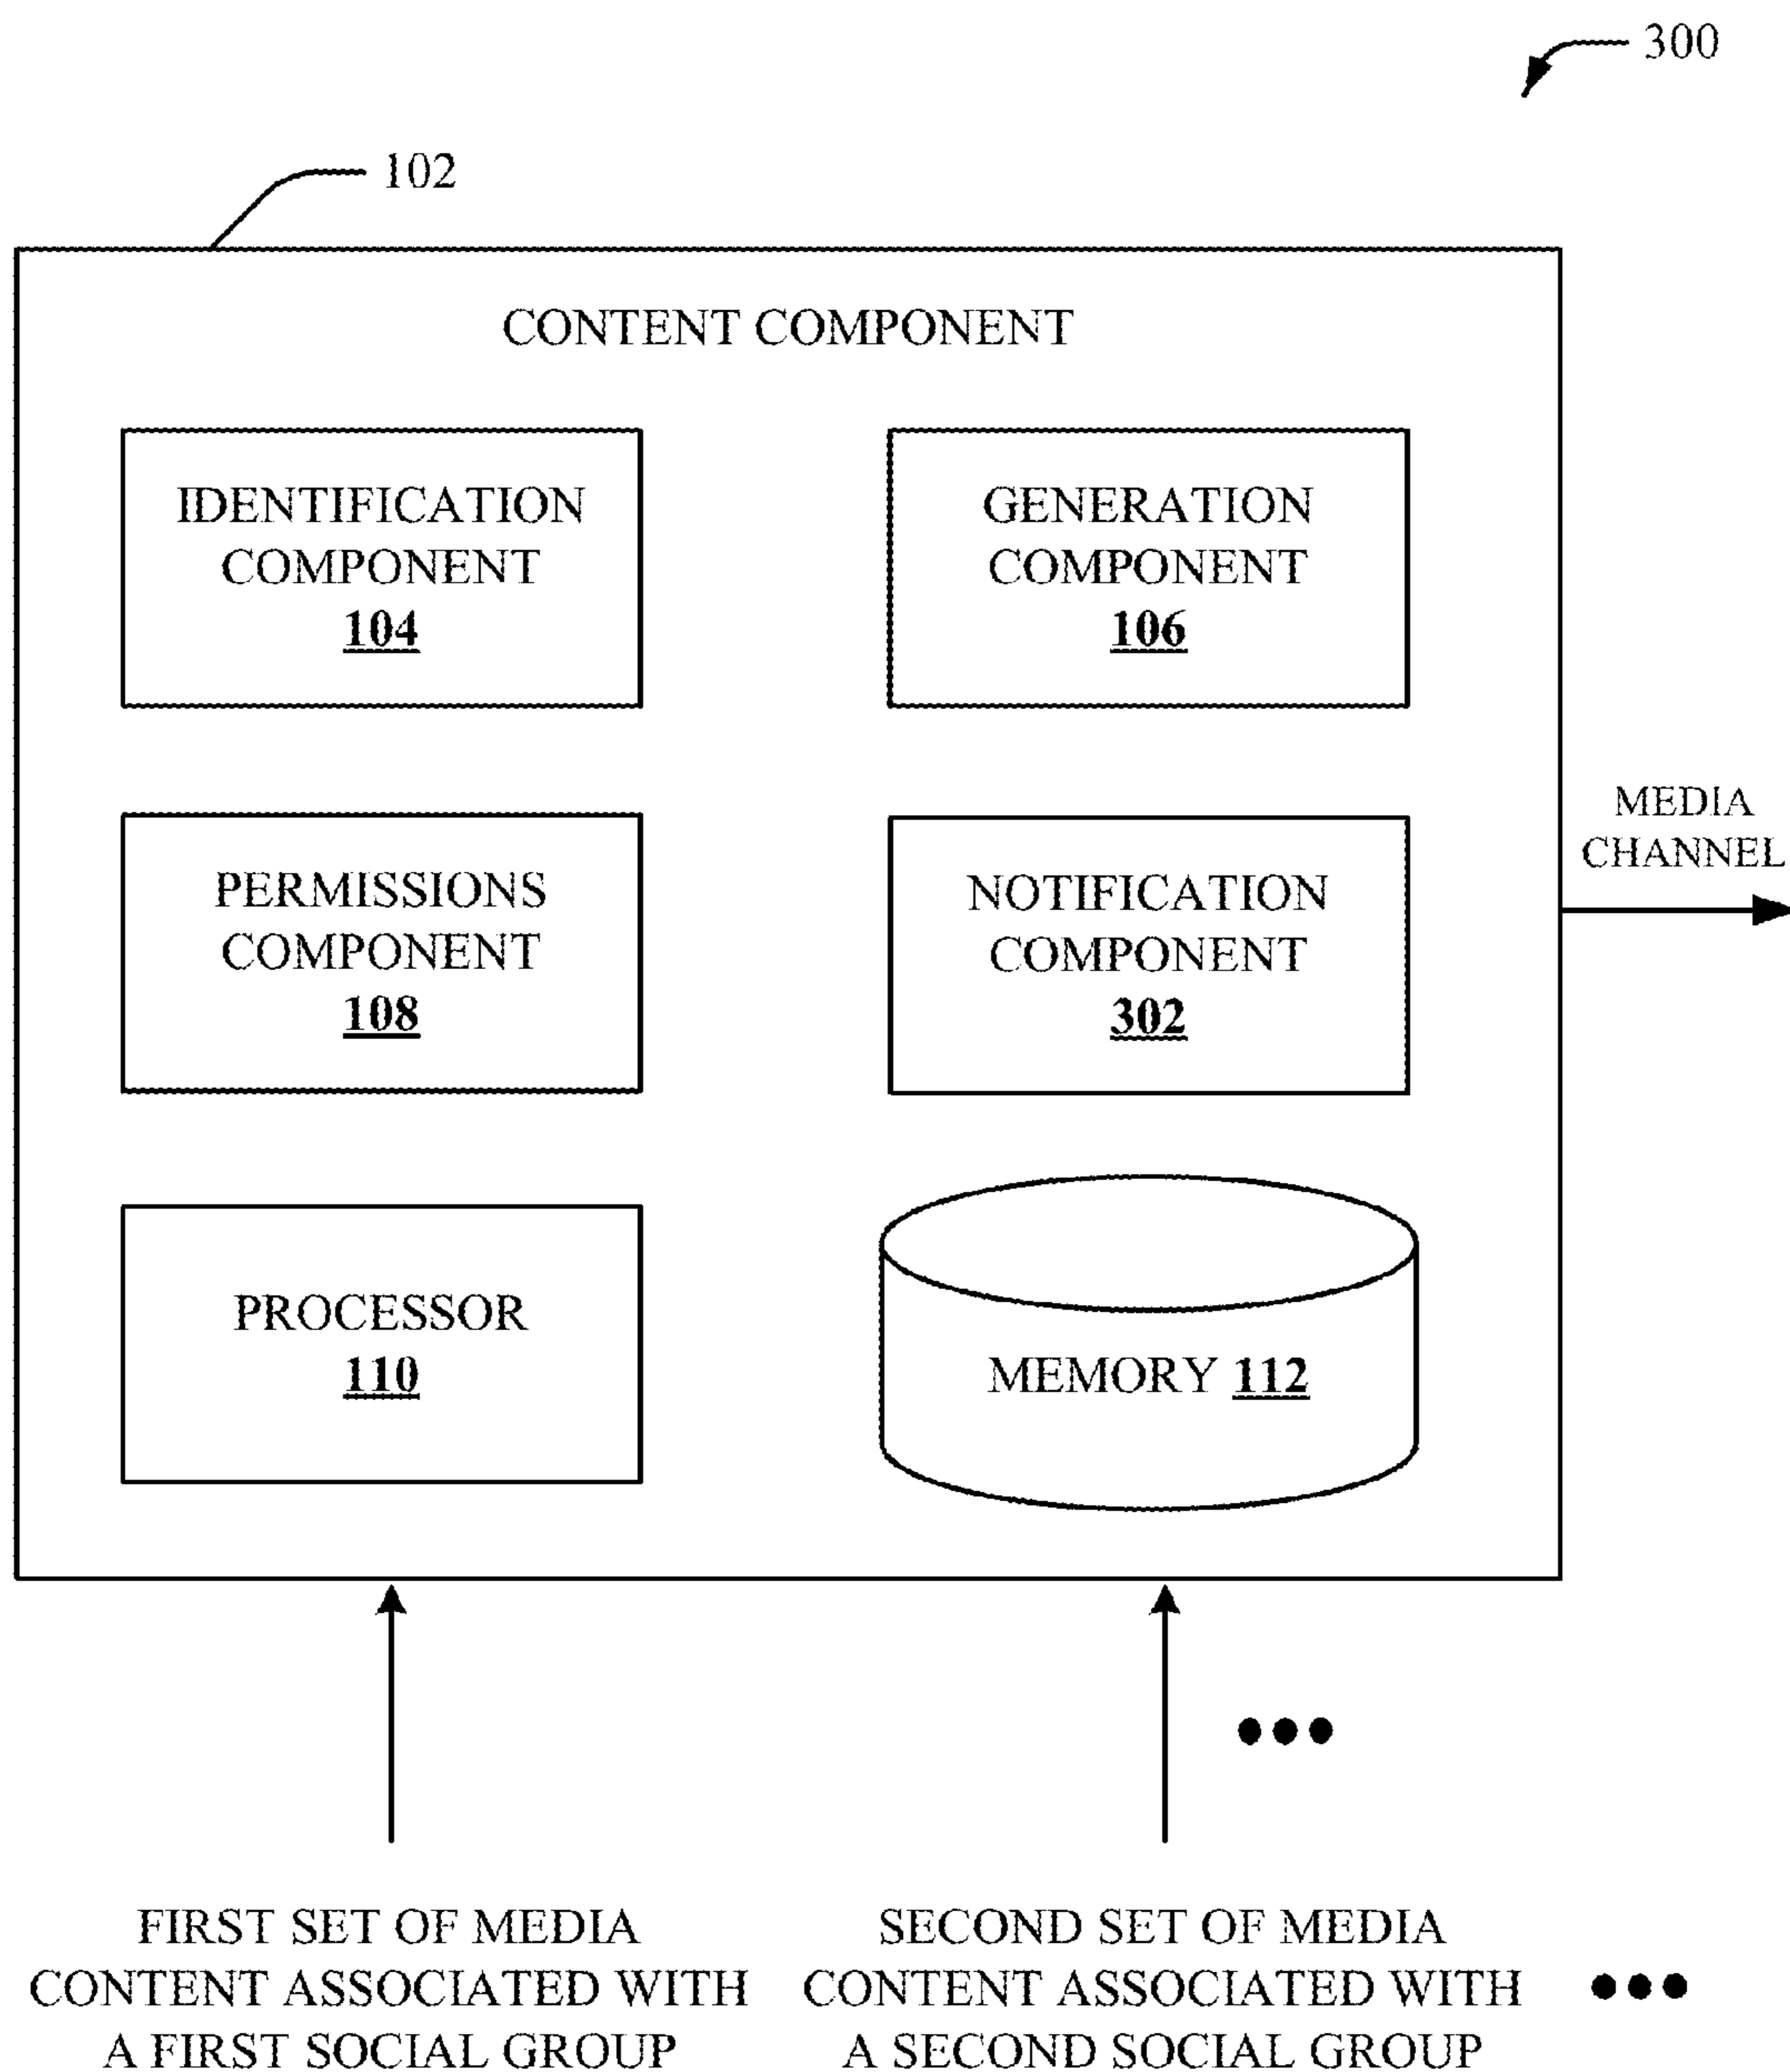 300
102
CONTENT COMPONENT
IDENTIFICATION
COMPONENT
104
GENERATION
COMPONENT
106
PERMISSIONS
COMPONENT
108
NOTIFICATION
COMPONENT
302
MEDIA
CHANNEL
PROCESSOR
110
MEMORY 112
FIRST SET OF MEDIA
CONTENT ASSOCIATED WITH
A FIRST SOCIAL GROUP
SECOND SET OF MEDIA
CONTENT ASSOCIATED WITH
A SECOND SOCIAL GROUP